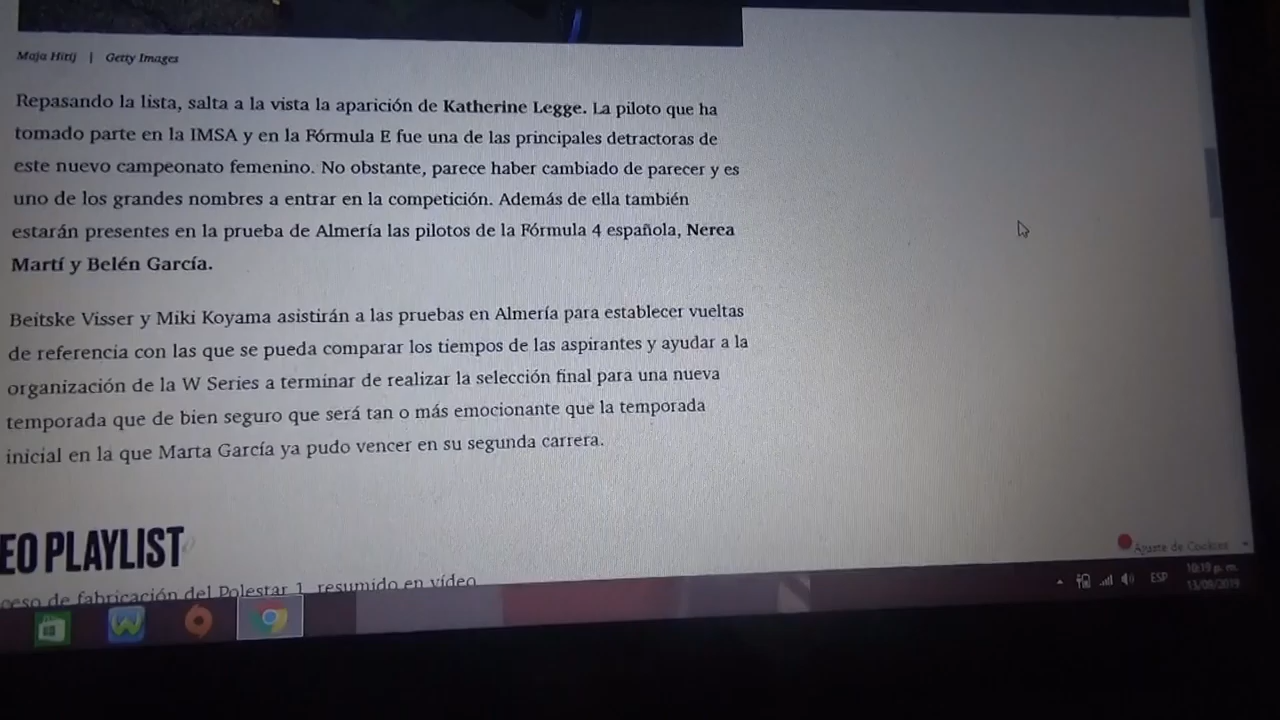 Maja Hitij | Getty Images
Repasando la lista, salta a la vista la aparición de Katherine Legge. La piloto que ha
tomado parte en la IMSA y en la Fórmula E fue una de las principales detractoras de
este nuevo campeonato femenino. No obstante, parece haber cambiado de parecer y es
uno de los grandes nombres a entrar en la competición. Además de ella también
estarán presentes en la prueba de Almería las pilotos de la Fórmula 4 española, Nerea
Martí y Belén García.
Beitske Visser y Miki Koyama asistirán a las pruebas en Almería para establecer vueltas
de referencia con las que se pueda comparar los tiempos de las aspirantes y ayudar a la
organización de la W Series a terminar de realizar la selección final para una nueva
temporada que de bien seguro que será tan o más emocionante que la temporada
inicial en la que Marta García ya pudo vencer en su segunda carrera.
EO PLAYLIST
ceso de fabricación del Polestar 1, resumido en vídeo
Ajuste de Cookies
ESP
10:19 p. m.
13/09/2019